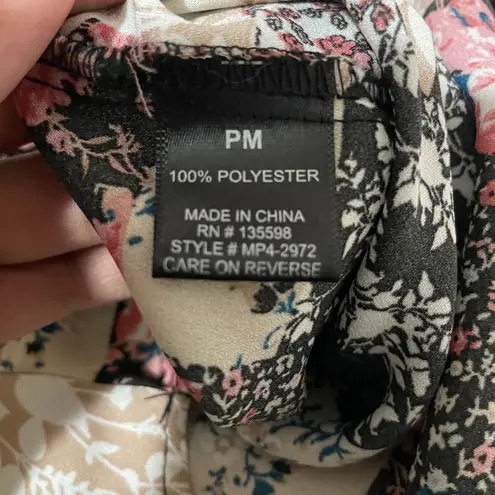 PM
100% POLYESTER
MADE IN CHINA
RN # 135598
STYLE # MP4-2972
CARE ON REVERSE